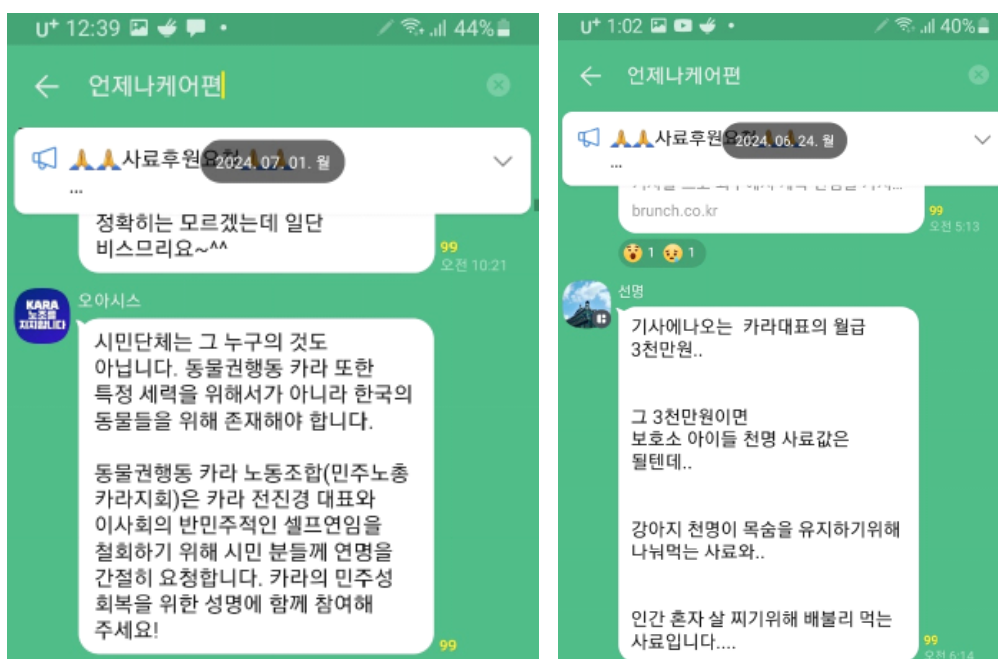 U+ 12:39
44%
언제나케어편
🙏🙏사료후원요청
2024. 07. 01. 월
...
정확히는 모르겠는데 일단
비스므리요~^^
99
오전 10:21
KARA
노조를
지지합니다
오아시스
시민단체는 그 누구의 것도
아닙니다. 동물권행동 카라 또한
특정 세력을 위해서가 아니라 한국의
동물들을 위해 존재해야 합니다.
동물권행동 카라 노동조합(민주노총
카라지회)은 카라 전진경 대표와
이사회의 반민주적인 셀프연임을
철회하기 위해 시민 분들께 연명을
간절히 요청합니다. 카라의 민주성
회복을 위한 성명에 함께 참여해
주세요!
99
U+ 1:02
40%
언제나케어편
🙏🙏사료후원
2024. 06. 24. 월
...
brunch.co.kr
99
오전 5:13
1
1
선명
기사에나오는 카라대표의 월급
3천만원..
그 3천만원이면
보호소 아이들 천명 사료값은
될텐데..
강아지 천명이 목숨을 유지하기위해
나눠먹는 사료와..
인간 혼자 살 찌기위해 배불리 먹는
사료입니다....
99
오전 6:14